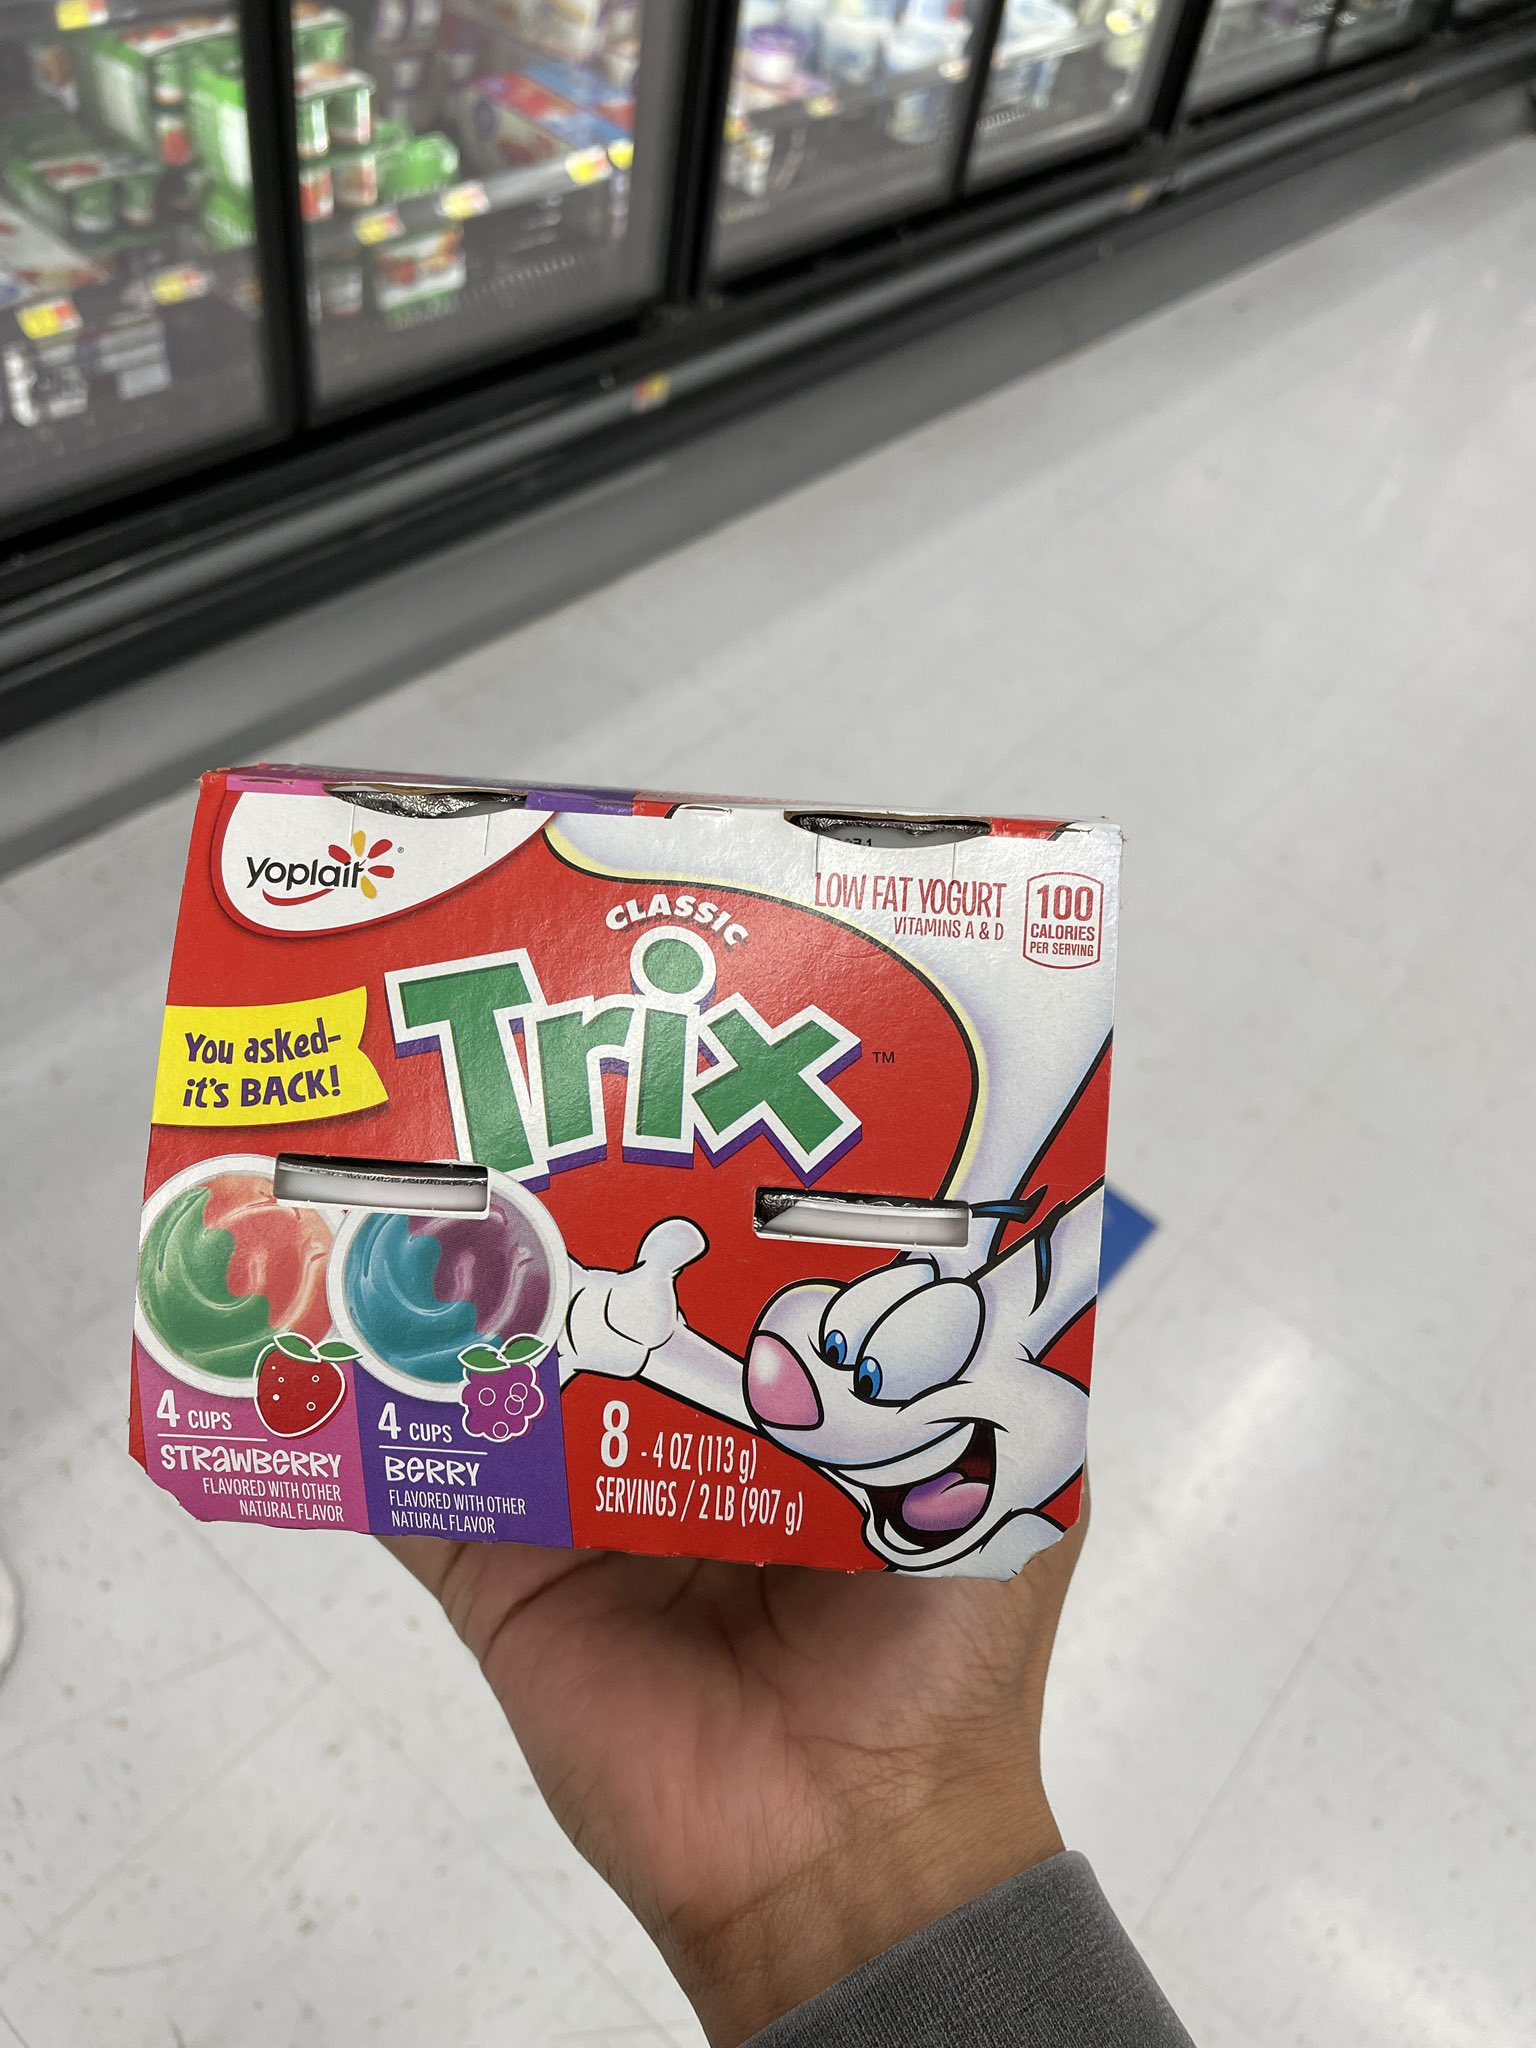 yoplait®
LOW FAT YOGURT
VITAMINS A & D
100
CALORIES
PER SERVING
CLASSIC
Trix™
You asked-
it's BACK!
4 CUPS
STRAWBERRY
FLAVORED WITH OTHER
NATURAL FLAVOR
4 CUPS
BERRY
FLAVORED WITH OTHER
NATURAL FLAVOR
8 - 4 OZ (113 g)
SERVINGS / 2 LB (907 g)